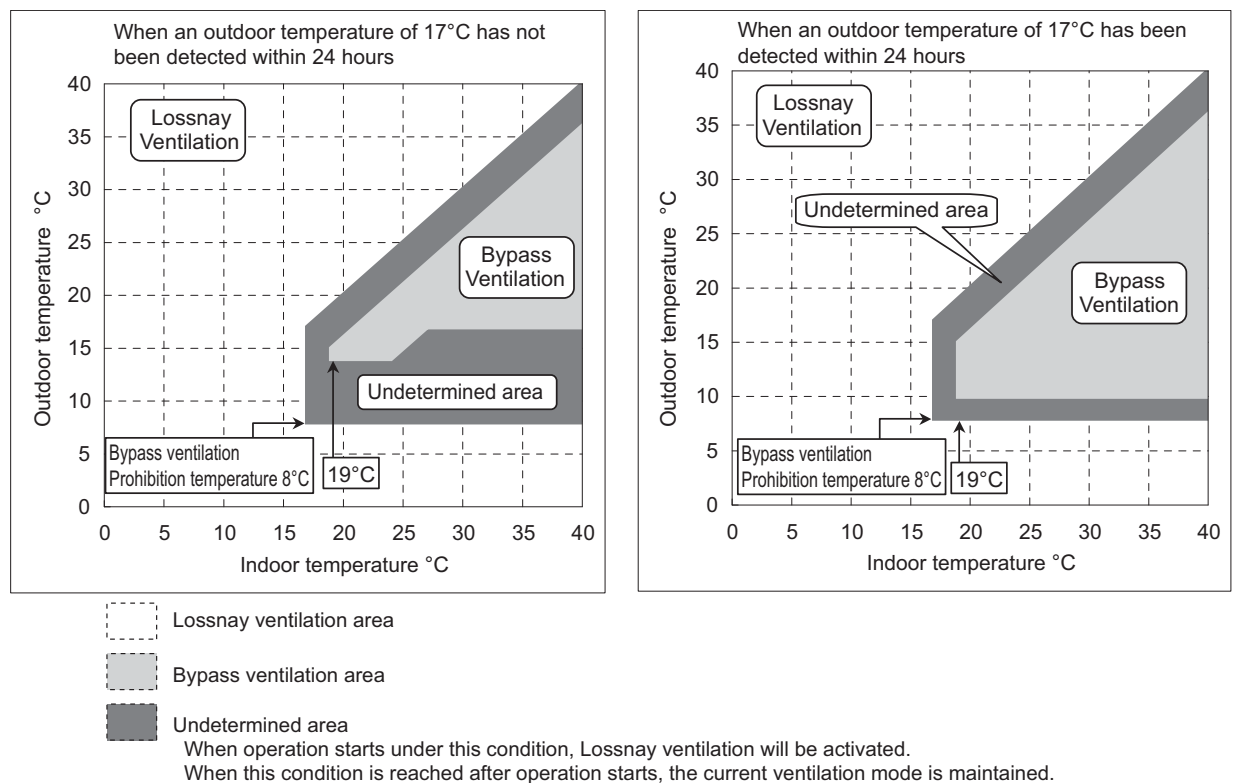 When an outdoor temperature of 17°C has not
been detected within 24 hours
40
35
30
25
20
15
10
5
0
Outdoor temperature °C
Lossnay
Ventilation
Bypass
Ventilation
Undetermined area
Bypass ventilation
Prohibition temperature 8°C
19°C
0 5 10 15 20 25 30 35 40
Indoor temperature °C
When an outdoor temperature of 17°C has been
detected within 24 hours
40
35
30
25
20
15
10
5
0
Outdoor temperature °C
Lossnay
Ventilation
Undetermined area
Bypass
Ventilation
Bypass ventilation
Prohibition temperature 8°C
19°C
0 5 10 15 20 25 30 35 40
Indoor temperature °C
Lossnay ventilation area
Bypass ventilation area
Undetermined area
When operation starts under this condition, Lossnay ventilation will be activated.
When this condition is reached after operation starts, the current ventilation mode is maintained.